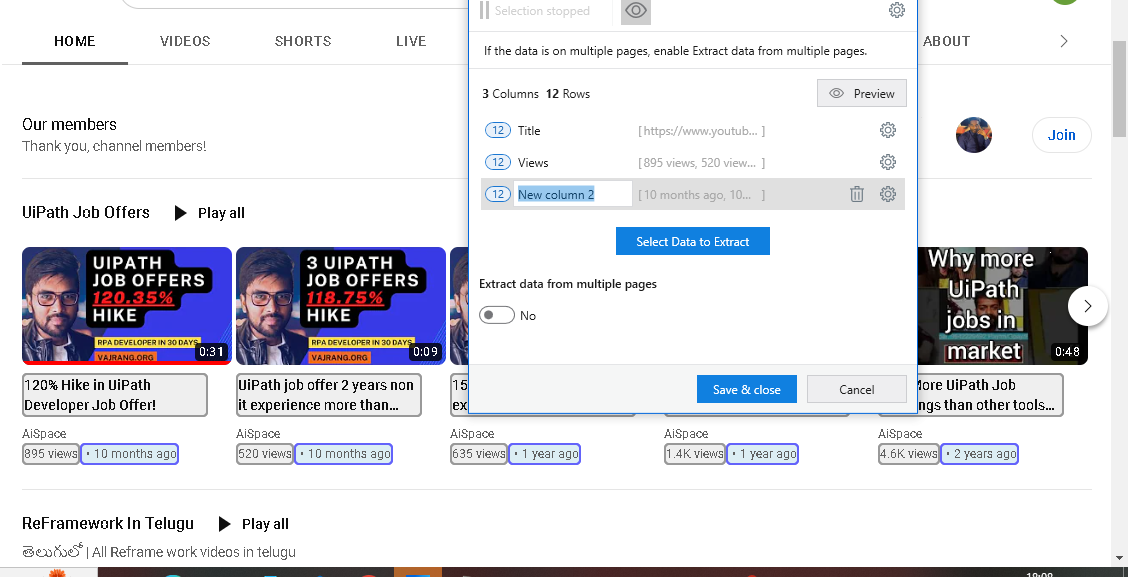 Selection stopped
HOME VIDEOS SHORTS LIVE ABOUT
If the data is on multiple pages, enable Extract data from multiple pages.
3 Columns 12 Rows
Preview
12 Title [ https://www.youtub... ]
12 Views [ 895 views, 520 view... ]
12 New column 2 [ 10 months ago, 10... ]
Select Data to Extract
Extract data from multiple pages
No
Save & close Cancel
Our members
Thank you, channel members!
Join
UiPath Job Offers Play all
UIPATH
JOB OFFERS
120.35%
HIKE
RPA DEVELOPER IN 30 DAYS
VAJRANG.ORG
0:31
120% Hike in UiPath
Developer Job Offer!
AiSpace
895 views • 10 months ago
3 UIPATH
JOB OFFERS
118.75%
HIKE
RPA DEVELOPER IN 30 DAYS
VAJRANG.ORG
0:09
UiPath job offer 2 years non
it experience more than...
AiSpace
520 views • 10 months ago
15
ex
AiSpace
635 views • 1 year ago
AiSpace
1.4K views • 1 year ago
Why more
UiPath
jobs in
market
0:48
More UiPath Job
ngs than other tools...
AiSpace
4.6K views • 2 years ago
ReFramework In Telugu Play all
తెలుగులో | All Reframe work videos in telugu